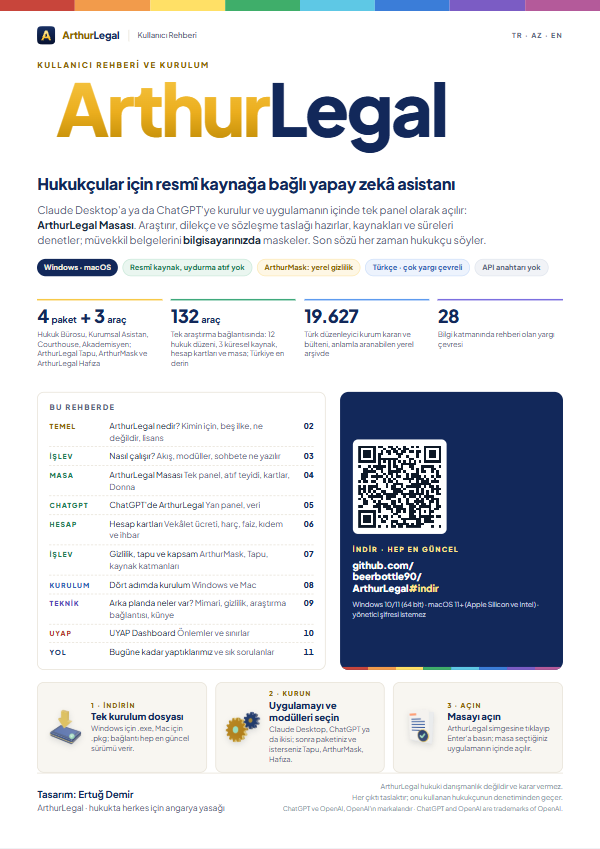 A ArthurLegal Kullanıcı Rehberi
TR · AZ · EN
KULLANICI REHBERİ VE KURULUM
ArthurLegal
Hukukçular için resmî kaynağa bağlı yapay zekâ asistanı
Claude Desktop'a ya da ChatGPT'ye kurulur ve uygulamanın içinde tek panel olarak açılır:
ArthurLegal Masası. Araştırır, dilekçe ve sözleşme taslağı hazırlar, kaynakları ve süreleri
denetler; müvekkil belgelerini bilgisayarınızda maskeler. Son sözü her zaman hukukçu söyler.
Windows · macOS
Resmî kaynak, uydurma atıf yok
ArthurMask: yerel gizlilik
Türkçe · çok yargı çevreli
API anahtarı yok
4 paket + 3 araç
Hukuk Bürosu, Kurumsal Asistan,
Courthouse, Akademisyen;
ArthurLegal Tapu, ArthurMask ve
ArthurLegal Hafıza
132 araç
Tek araştırma bağlantısında: 12
hukuk düzeni, 3 küresel kaynak,
hesap kartları ve masa; Türkiye en
derin
19.627
Türk düzenleyici kurum kararı ve
bülteni, anlamla aranabilen yerel
arşivde
28
Bilgi katmanında rehberi olan yargı
çevresi
BU REHBERDE
TEMEL ArthurLegal nedir? Kimin için, beş ilke, ne 02
değildir, lisans
İŞLEV Nasıl çalışır? Akış, modüller, sohbete ne yazılır 03
MASA ArthurLegal Masası Tek panel, atıf teyidi, kartlar, 04
Donna
CHATGPT ChatGPT'de ArthurLegal Yan panel, veri 05
HESAP Hesap kartları Vekâlet ücreti, harç, faiz, kıdem 06
ve ihbar
İŞLEV Gizlilik, tapu ve kapsam ArthurMask, Tapu, 07
kaynak katmanları
KURULUM Dört adımda kurulum Windows ve Mac 08
TEKNİK Arka planda neler var? Mimari, gizlilik, araştırma 09
bağlantısı, künye
UYAP UYAP Dashboard Önlemler ve sınırlar 10
YOL Bugüne kadar yaptıklarımız ve sık sorulanlar 11
İNDİR · HEP EN GÜNCEL
github.com/
beerbottle90/
ArthurLegal#indir
Windows 10/11 (64 bit) · macOS 11+ (Apple Silicon ve Intel) ·
yönetici şifresi istemez
1 · İNDİRİN
Tek kurulum dosyası
Windows için .exe, Mac için
.pkg; bağlantı hep en güncel
sürümü verir.
2 · KURUN
Uygulamayı ve
modülleri seçin
Claude Desktop, ChatGPT ya
da ikisi; sonra paketiniz ve
isterseniz Tapu, ArthurMask,
Hafıza.
3 · AÇIN
Masayı açın
ArthurLegal simgesine tıklayıp
Enter'a basın; masa seçtiğiniz
uygulamanın içinde açılır.
Tasarım: Ertuğ Demir
ArthurLegal · hukukta herkes için angarya yasağı
ArthurLegal hukuki danışmanlık değildir ve karar vermez.
Her çıktı taslaktır; onu kullanan hukukçunun denetiminden geçer.
ChatGPT ve OpenAI, OpenAI'ın markalarıdır · ChatGPT and OpenAI are trademarks of OpenAI.